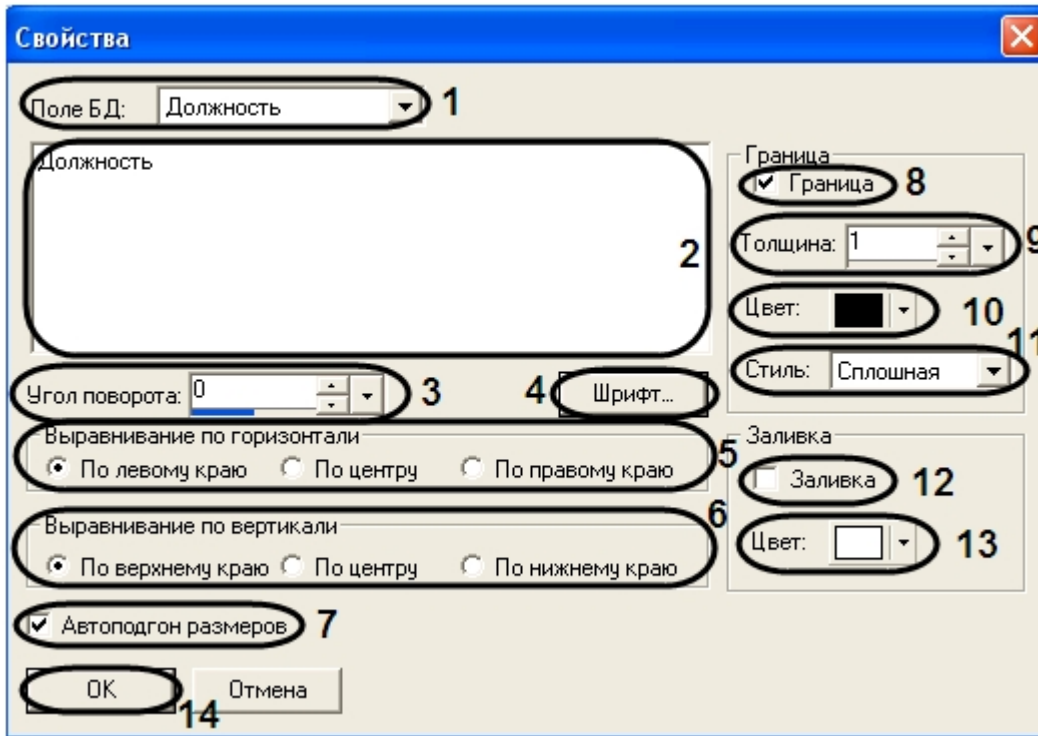 Свойства
Поле БД: Должность 1
Должность
2
Угол поворота: 0 3
4 Шрифт...
Выравнивание по горизонтали
По левому краю По центру По правому краю 5
Выравнивание по вертикали 6
По верхнему краю По центру По нижнему краю
Автоподгон размеров 7
OK Отмена
14
Граница
Граница 8
Толщина: 1 9
Цвет: 10
Стиль: Сплошная 11
Заливка
Заливка 12
Цвет: 13